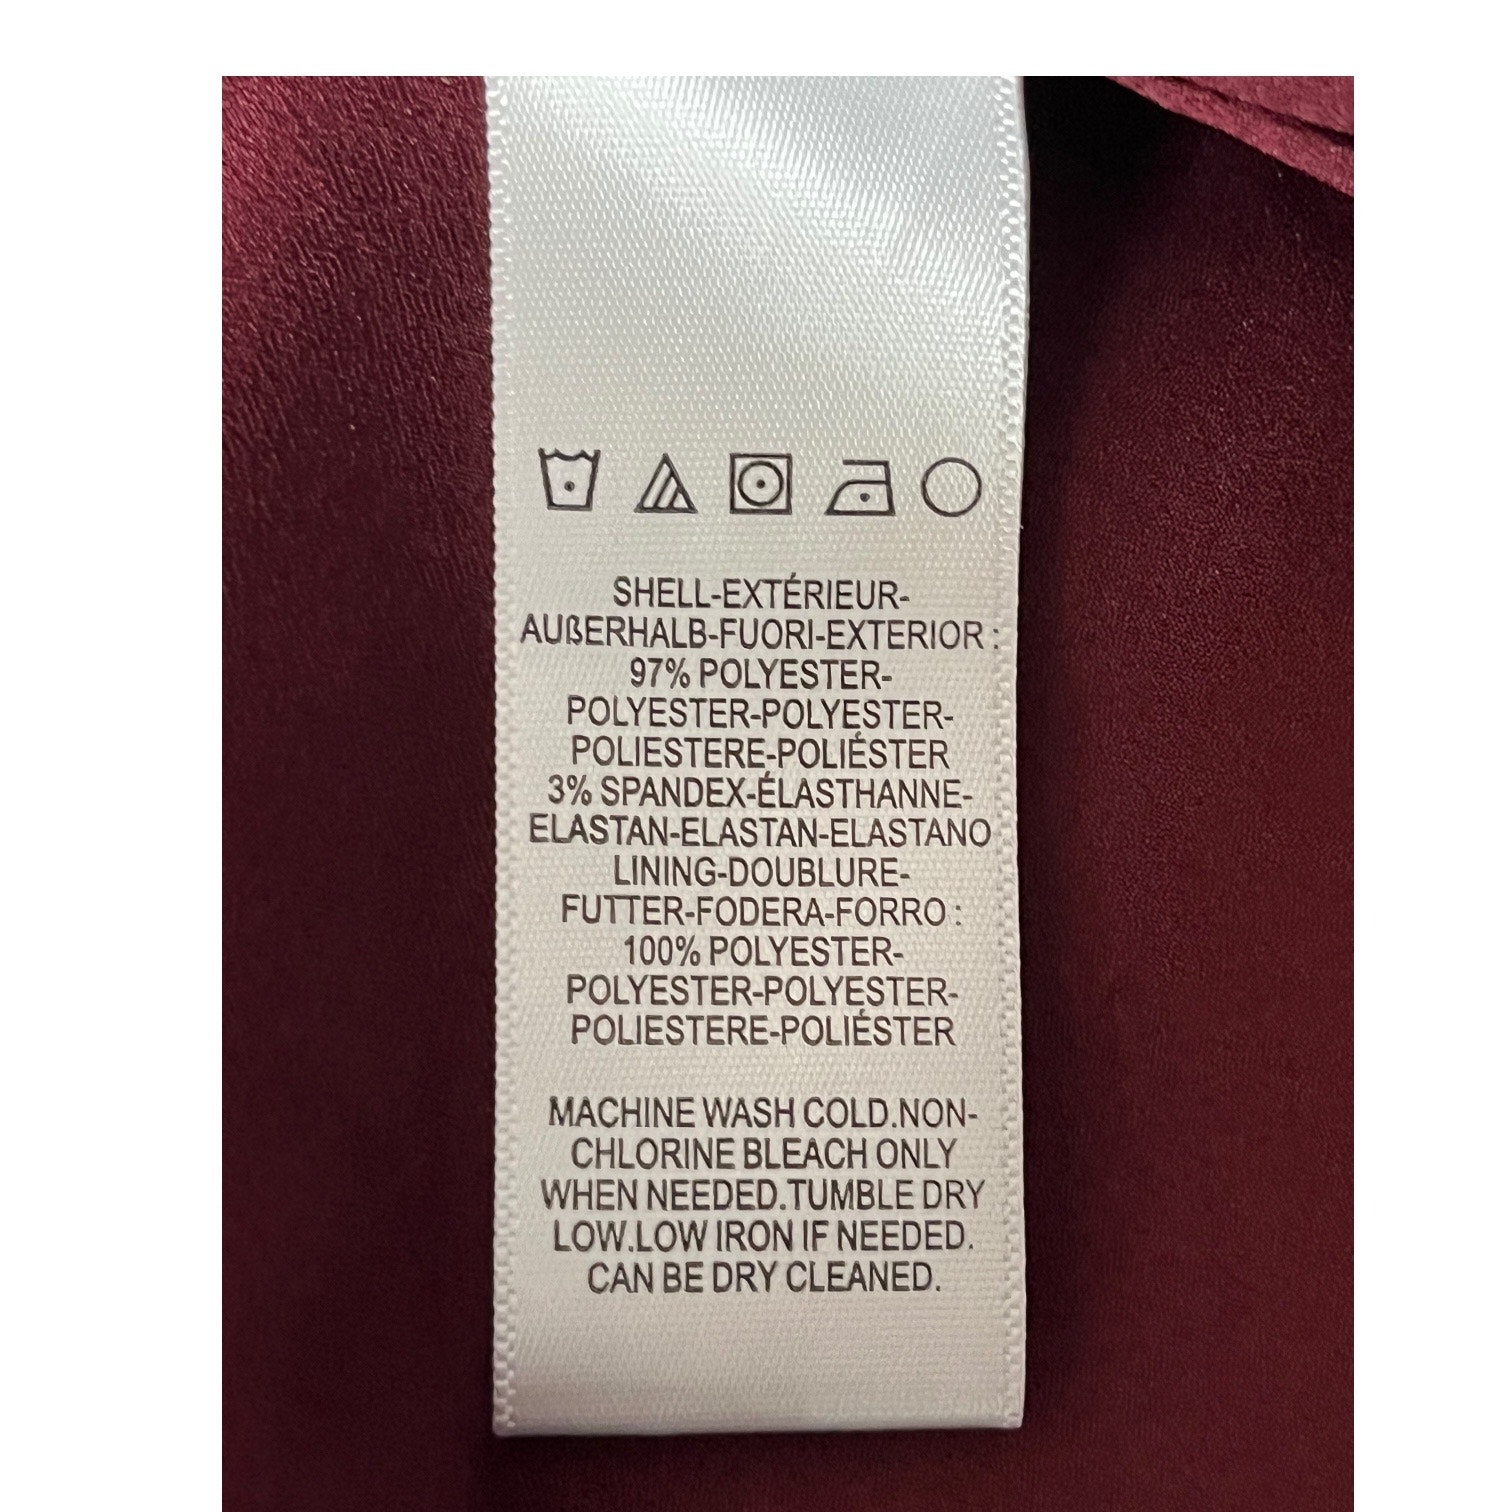 SHELL-EXTÉRIEUR-
AUßERHALB-FUORI-EXTERIOR :
97% POLYESTER-
POLYESTER-POLYESTER-
POLIESTERE-POLIÉSTER
3% SPANDEX-ÉLASTHANNE-
ELASTAN-ELASTAN-ELASTANO
LINING-DOUBLURE-
FUTTER-FODERA-FORRO :
100% POLYESTER-
POLYESTER-POLYESTER-
POLIESTERE-POLIÉSTER
MACHINE WASH COLD.NON-
CHLORINE BLEACH ONLY
WHEN NEEDED.TUMBLE DRY
LOW.LOW IRON IF NEEDED.
CAN BE DRY CLEANED.